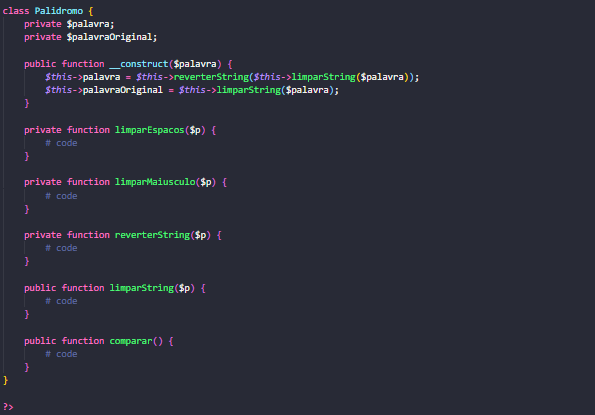 class Palidromo {
private $palavra;
private $palavraOriginal;
public function __construct($palavra) {
$this->palavra = $this->reverterString($this->limparString($palavra));
$this->palavraOriginal = $this->limparString($palavra);
}
private function limparEspacos($p) {
# code
}
private function limparMaiusculo($p) {
# code
}
private function reverterString($p) {
# code
}
public function limparString($p) {
# code
}
public function comparar() {
# code
}
}
?>